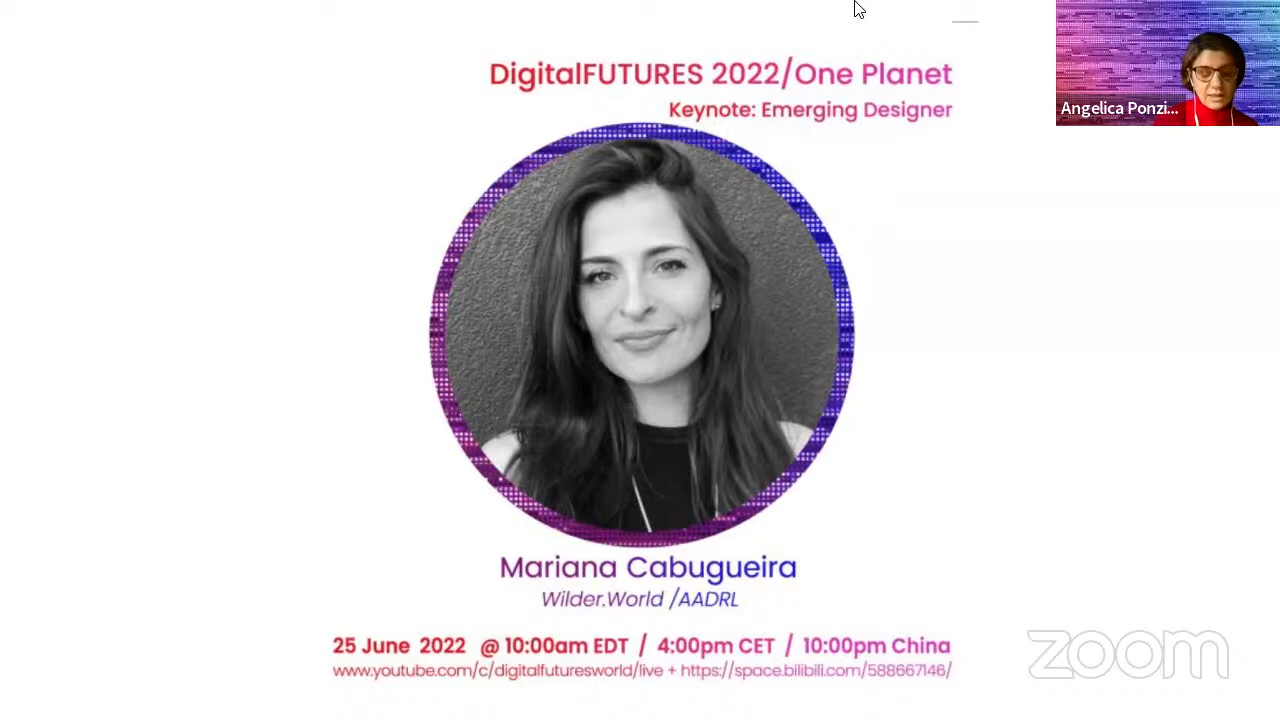 DigitalFUTURES 2022/One Planet
Keynote: Emerging Designer
Angelica Ponzi...
Mariana Cabugueira
Wilder.World /AADRL
25 June 2022 @ 10:00am EDT / 4:00pm CET / 10:00pm China
www.youtube.com/c/digitalfuturesworld/live + https://space.bilibili.com/588667146/
zoom